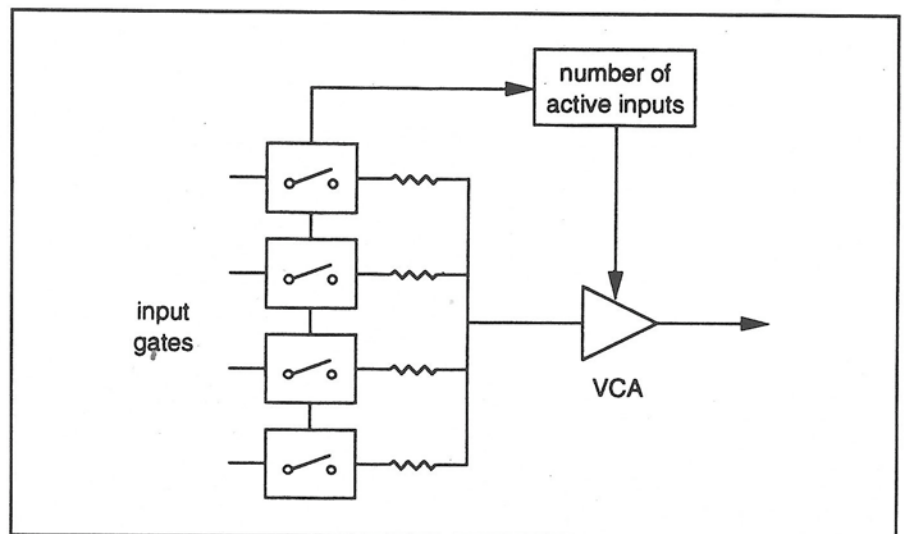 number of
active inputs
input
gates
VCA